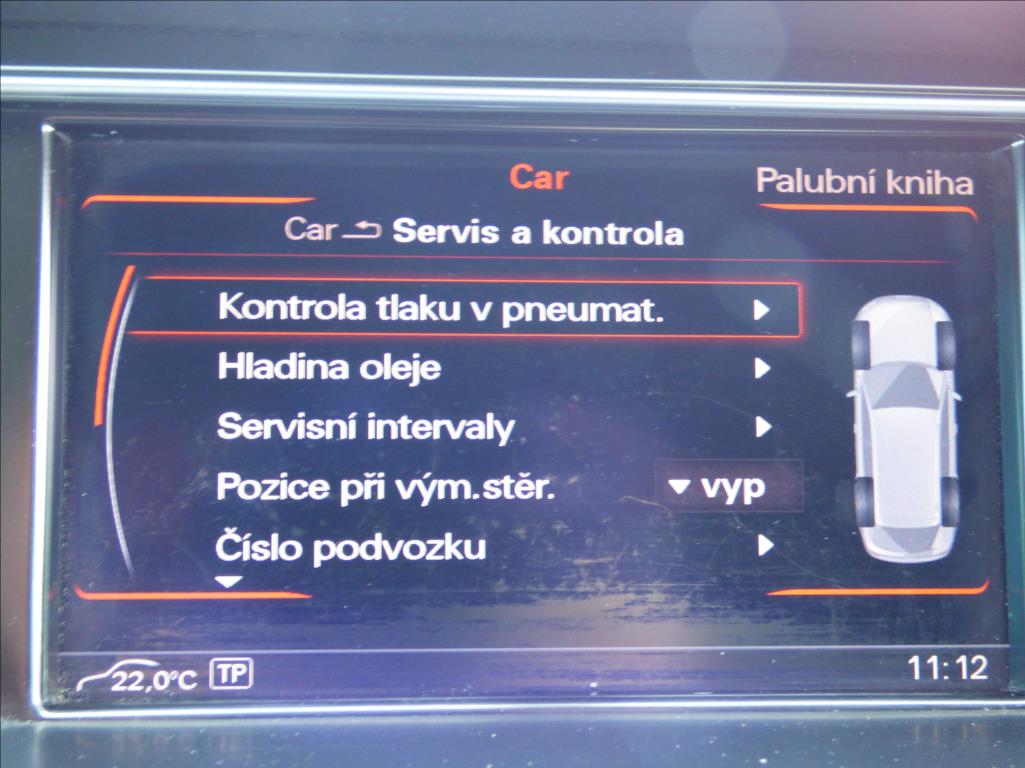 Car
Palubní kniha
Car Servis a kontrola
Kontrola tlaku v pneumat.
Hladina oleje
Servisní intervaly
Pozice při vým.stěr. vyp
Číslo podvozku
22,0°C TP
11:12